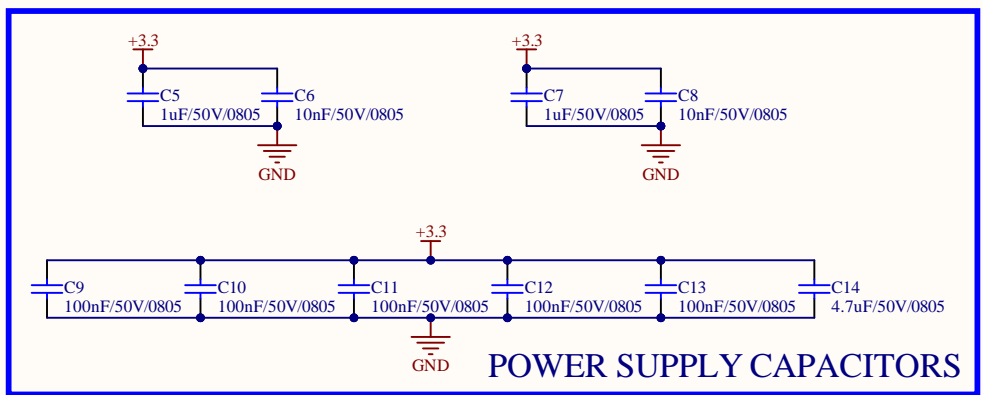 +3.3 +3.3
C5 C6 C7 C8
1uF/50V/0805 10nF/50V/0805 1uF/50V/0805 10nF/50V/0805
GND GND
+3.3
C9 C10 C11 C12 C13 C14
100nF/50V/0805 100nF/50V/0805 100nF/50V/0805 100nF/50V/0805 100nF/50V/0805 4.7uF/50V/0805
GND
POWER SUPPLY CAPACITORS